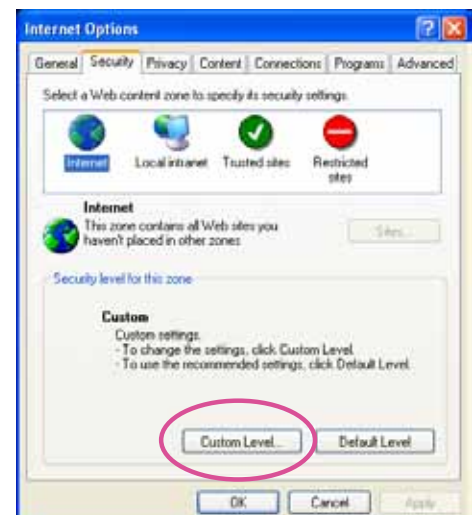 Internet Options
General Security Privacy Content Connections Programs Advanced
Select a Web content zone to specify its security settings.
Internet Local intranet Trusted sites Restricted
sites
Internet
This zone contains all Web sites you
haven't placed in other zones
Sites...
Security level for this zone
Custom
Custom settings.
- To change the settings, click Custom Level.
- To use the recommended settings, click Default Level.
Custom Level... Default Level
OK Cancel Apply